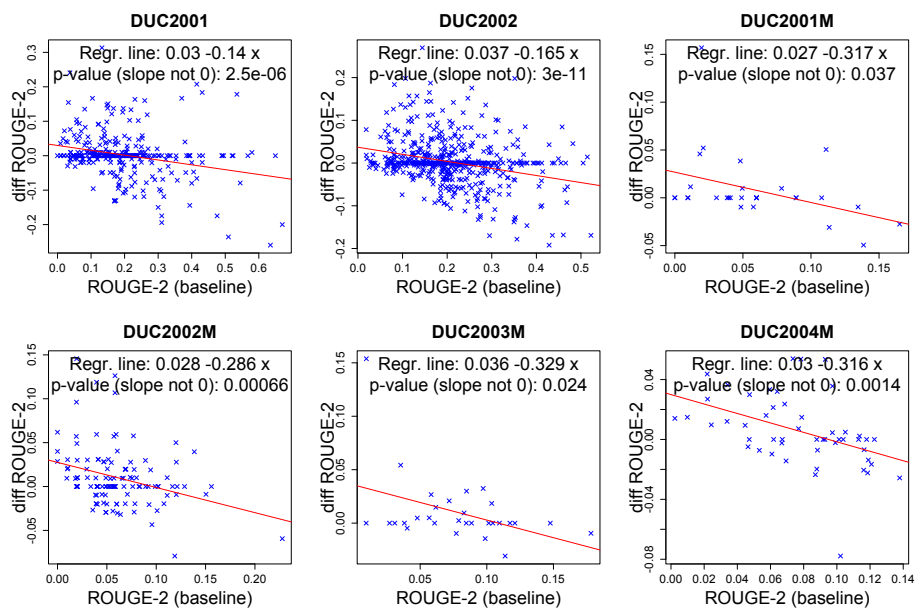 DUC2001
Regr. line: 0.03 -0.14 x
p-value (slope not 0): 2.5e-06
diff ROUGE-2
0.3
0.2
0.1
0.0
-0.1
-0.2
0.0 0.1 0.2 0.3 0.4 0.5 0.6
ROUGE-2 (baseline)
DUC2002
Regr. line: 0.037 -0.165 x
p-value (slope not 0): 3e-11
diff ROUGE-2
0.2
0.1
0.0
-0.1
-0.2
0.0 0.1 0.2 0.3 0.4 0.5
ROUGE-2 (baseline)
DUC2001M
Regr. line: 0.027 -0.317 x
p-value (slope not 0): 0.037
diff ROUGE-2
0.15
0.10
0.05
0.00
-0.05
0.00 0.05 0.10 0.15
ROUGE-2 (baseline)
DUC2002M
Regr. line: 0.028 -0.286 x
p-value (slope not 0): 0.00066
diff ROUGE-2
0.15
0.10
0.05
0.00
-0.05
0.00 0.05 0.10 0.15 0.20
ROUGE-2 (baseline)
DUC2003M
Regr. line: 0.036 -0.329 x
p-value (slope not 0): 0.024
diff ROUGE-2
0.15
0.10
0.05
0.00
0.05 0.10 0.15
ROUGE-2 (baseline)
DUC2004M
Regr. line: 0.03 -0.316 x
p-value (slope not 0): 0.0014
diff ROUGE-2
0.04
0.00
-0.04
-0.08
0.00 0.02 0.04 0.06 0.08 0.10 0.12 0.14
ROUGE-2 (baseline)